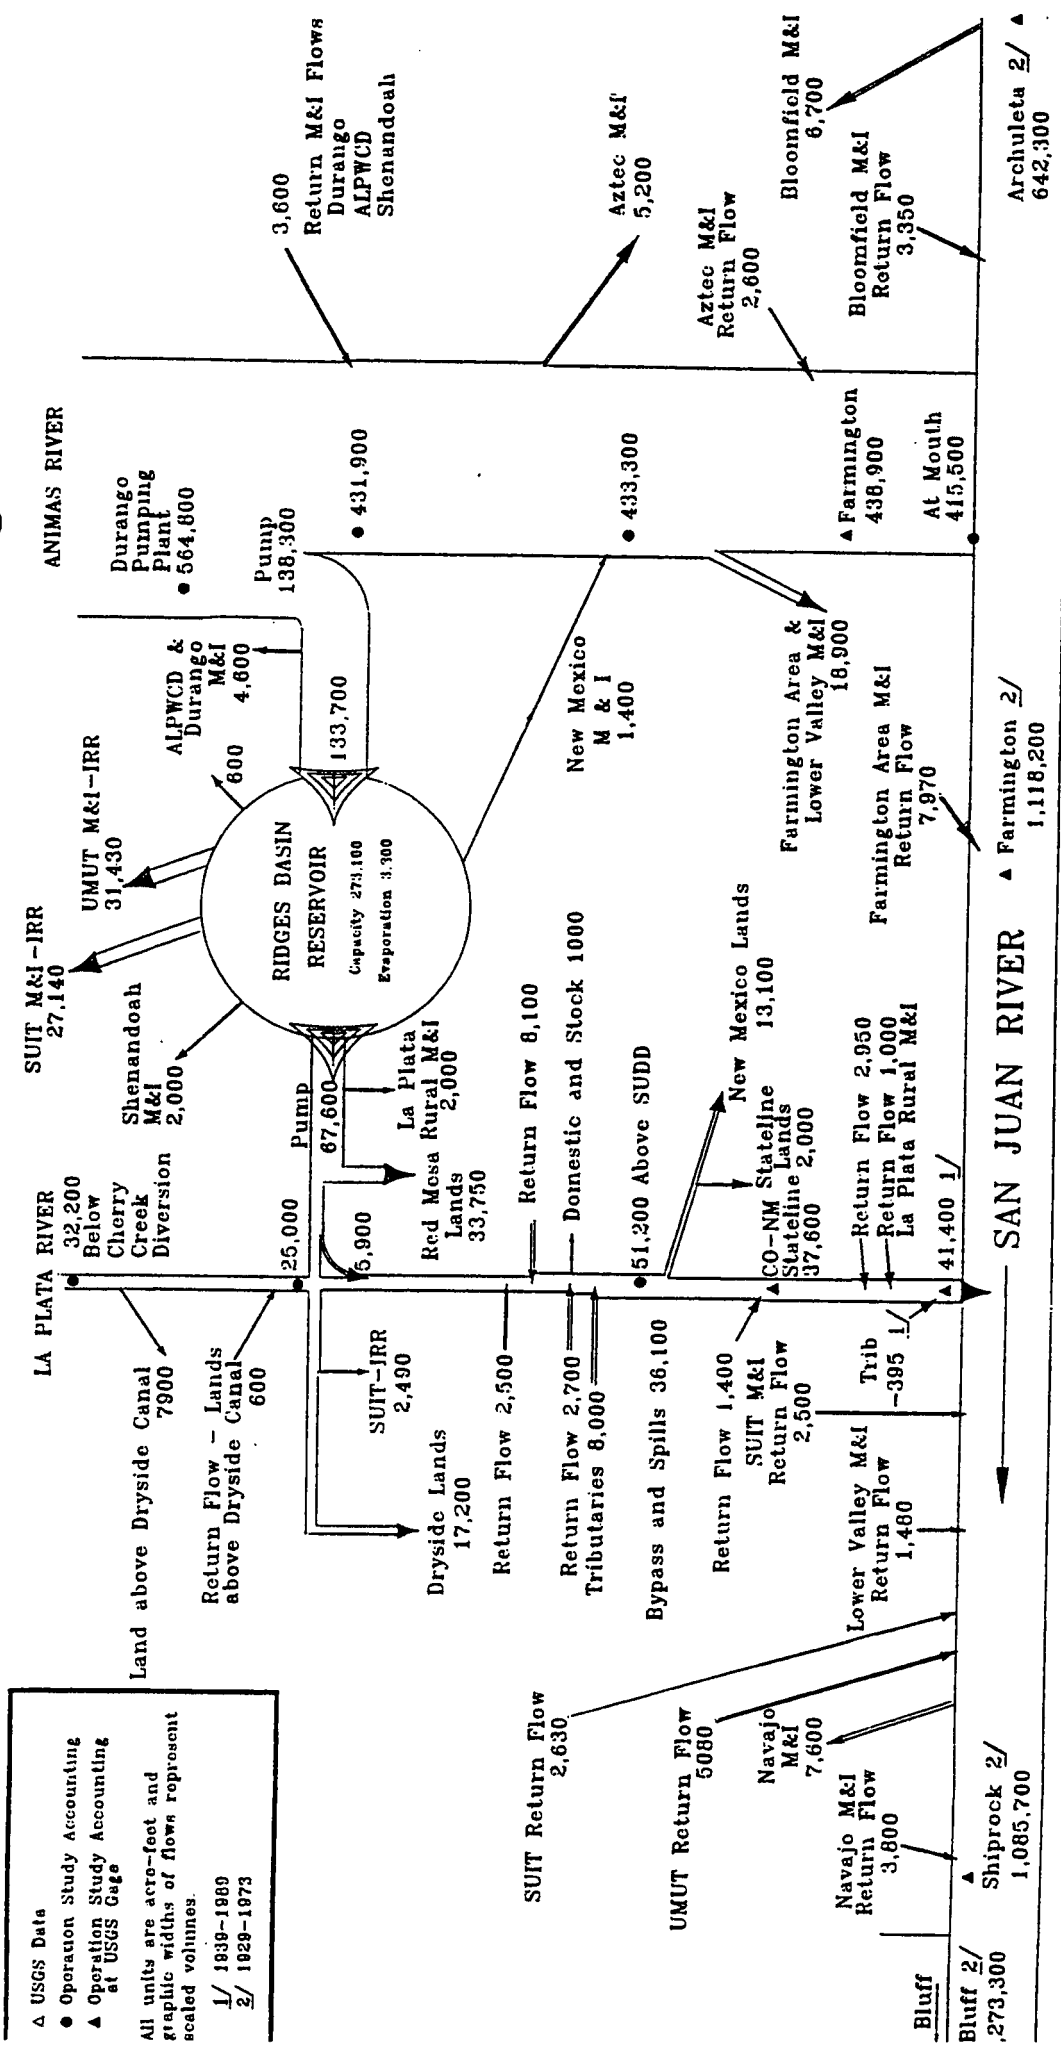 △ USGS Data
● Operation Study Accounting
▲ Operation Study Accounting
at USGS Gage
All units are acre-feet and
graphic widths of flows represent
scaled volumes.
1/ 1939-1989
2/ 1929-1973
LA PLATA RIVER
32,200
Below
Cherry
Creek
Diversion
Land above Dryside Canal
7900
Return Flow - Lands
above Dryside Canal
600
25,000
5,900
SUIT-IRR
2,490
Dryside Lands
17,200
Pump
67,600
La Plata
Rural M&I
2,000
Red Mesa
Lands
33,750
Return Flow 2,500
Return Flow 8,100
Domestic and Stock 1000
Return Flow 2,700
Tributaries 8,000
51,200 Above SUDD
Bypass and Spills 36,100
New Mexico Lands
13,100
Stateline
Lands
2,000
CO-NM
Stateline
37,600
Return Flow 1,400
SUIT M&I
Return Flow
2,500
Return Flow 2,950
Return Flow 1,000
La Plata Rural M&I
Trib
-395 1/
41,400 1/
SUIT M&I-IRR
27,140
UMUT M&I-IRR
31,430
Shenandoah
M&I
2,000
600
RIDGES BASIN
RESERVOIR
Capacity 273.100
Evaporation 3.300
ALPWCD &
Durango
M&I
4,600
133,700
ANIMAS RIVER
Durango
Pumping
Plant
● 564,800
Pump
138,300
● 431,900
● 433,300
New Mexico
M & I
1,400
3,600
Return M&I Flows
Durango
ALPWCD
Shenandoah
Aztec M&I
5,200
Aztec M&I
Return Flow
2,600
Farmington Area &
Lower Valley M&I
18,900
▲ Farmington
438,900
At Mouth
415,500
Bloomfield M&I
6,700
Bloomfield M&I
Return Flow
3,350
Archuleta 2/ ▲
642,300
Farmington Area M&I
Return Flow
7,970
▲ Farmington 2/
1,118,200
SAN JUAN RIVER
Lower Valley M&I
Return Flow
1,480
SUIT Return Flow
2,630
UMUT Return Flow
5080
Navajo
M&I
7,600
Navajo M&I
Return Flow
3,800
▲ Shiprock 2/
1,085,700
Bluff
Bluff 2/
,273,300